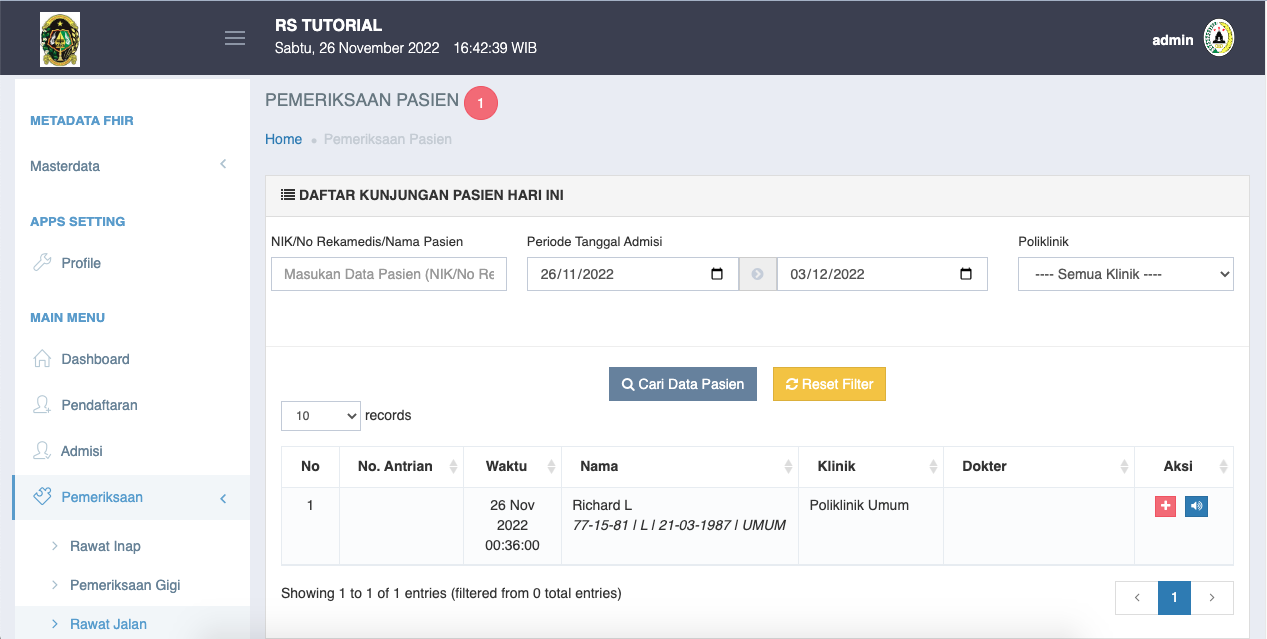 RS TUTORIAL
Sabtu, 26 November 2022 16:42:39 WIB
admin
METADATA FHIR
Masterdata
APPS SETTING
Profile
MAIN MENU
Dashboard
Pendaftaran
Admisi
Pemeriksaan
Rawat Inap
Pemeriksaan Gigi
Rawat Jalan
PEMERIKSAAN PASIEN 1
Home Pemeriksaan Pasien
DAFTAR KUNJUNGAN PASIEN HARI INI
NIK/No Rekamedis/Nama Pasien Periode Tanggal Admisi Poliklinik
Masukan Data Pasien (NIK/No Re 26/11/2022 03/12/2022 ---- Semua Klinik ----
Cari Data Pasien Reset Filter
10 records
No No. Antrian Waktu Nama Klinik Dokter Aksi
1 26 Nov Richard L Poliklinik Umum
2022 77-15-81 | L | 21-03-1987 | UMUM
00:36:00
Showing 1 to 1 of 1 entries (filtered from 0 total entries)
1